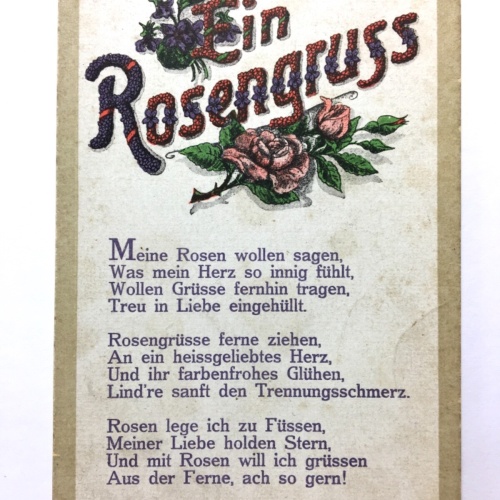 Ein
Rosengruss
Meine Rosen wollen sagen,
Was mein Herz so innig fühlt,
Wollen Grüsse fernhin tragen,
Treu in Liebe eingehüllt.
Rosengrüsse ferne ziehen,
An ein heissgeliebtes Herz,
Und ihr farbenfrohes Glühen,
Lind're sanft den Trennungsschmerz.
Rosen lege ich zu Füssen,
Meiner Liebe holden Stern,
Und mit Rosen will ich grüssen
Aus der Ferne, ach so gern!